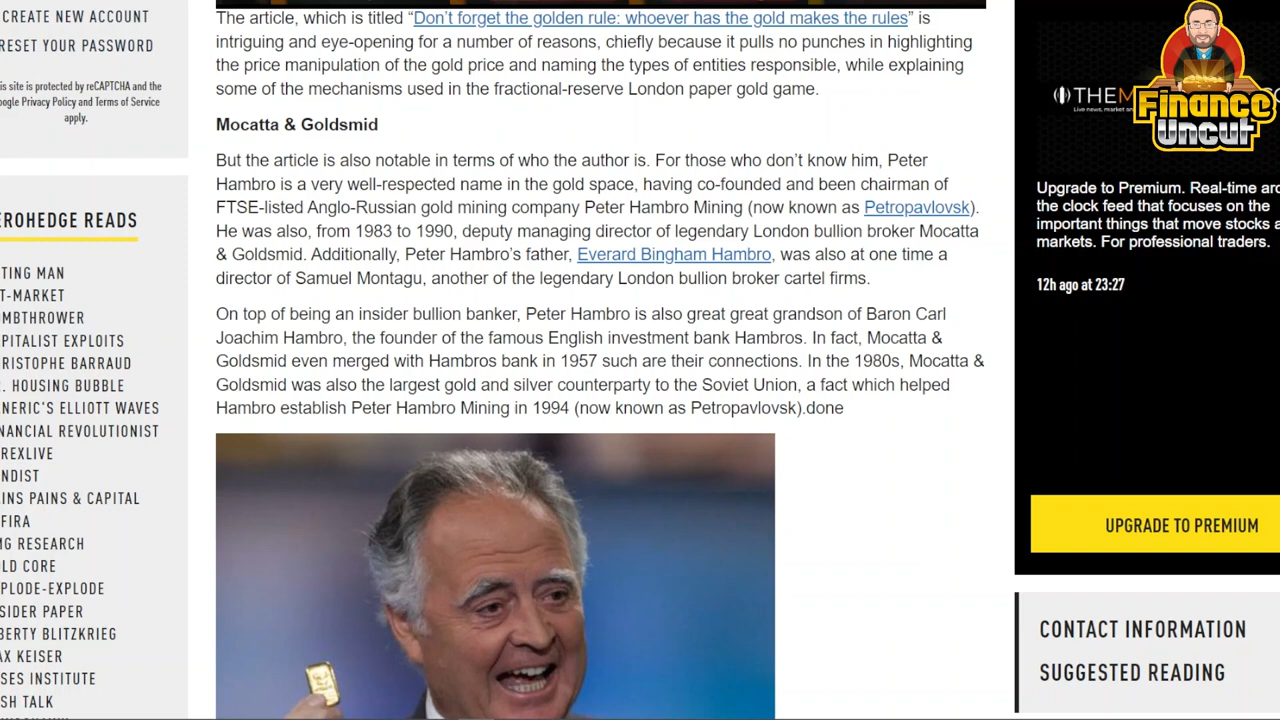 CREATE NEW ACCOUNT
RESET YOUR PASSWORD
is site is protected by reCAPTCHA and the
ogle Privacy Policy and Terms of Service
apply.
EROHEDGE READS
TING MAN
T-MARKET
MBTHROWER
PITALIST EXPLOITS
RISTOPHE BARRAUD
. HOUSING BUBBLE
NERIC'S ELLIOTT WAVES
NANCIAL REVOLUTIONIST
REXLIVE
NDIST
INS PAINS & CAPITAL
FIRA
MG RESEARCH
LD CORE
PLODE-EXPLODE
SIDER PAPER
BERTY BLITZKRIEG
AX KEISER
SES INSTITUTE
SH TALK
The article, which is titled “Don’t forget the golden rule: whoever has the gold makes the rules” is
intriguing and eye-opening for a number of reasons, chiefly because it pulls no punches in highlighting
the price manipulation of the gold price and naming the types of entities responsible, while explaining
some of the mechanisms used in the fractional-reserve London paper gold game.
Mocatta & Goldsmid
But the article is also notable in terms of who the author is. For those who don’t know him, Peter
Hambro is a very well-respected name in the gold space, having co-founded and been chairman of
FTSE-listed Anglo-Russian gold mining company Peter Hambro Mining (now known as Petropavlovsk).
He was also, from 1983 to 1990, deputy managing director of legendary London bullion broker Mocatta
& Goldsmid. Additionally, Peter Hambro’s father, Everard Bingham Hambro, was also at one time a
director of Samuel Montagu, another of the legendary London bullion broker cartel firms.
On top of being an insider bullion banker, Peter Hambro is also great great grandson of Baron Carl
Joachim Hambro, the founder of the famous English investment bank Hambros. In fact, Mocatta &
Goldsmid even merged with Hambros bank in 1957 such are their connections. In the 1980s, Mocatta &
Goldsmid was also the largest gold and silver counterparty to the Soviet Union, a fact which helped
Hambro establish Peter Hambro Mining in 1994 (now known as Petropavlovsk).done
THEM
Live news, market an
Finance
Uncut
Upgrade to Premium. Real-time aro
the clock feed that focuses on the
important things that move stocks a
markets. For professional traders.
12h ago at 23:27
UPGRADE TO PREMIUM
CONTACT INFORMATION
SUGGESTED READING